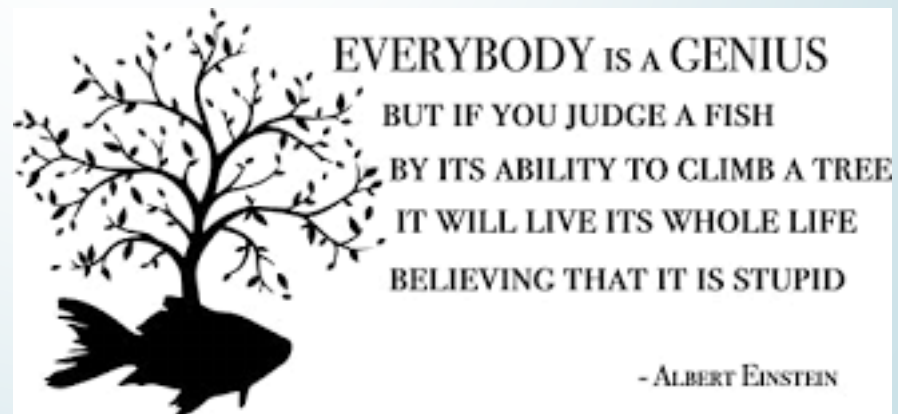 EVERYBODY IS A GENIUS
BUT IF YOU JUDGE A FISH
BY ITS ABILITY TO CLIMB A TREE
IT WILL LIVE ITS WHOLE LIFE
BELIEVING THAT IT IS STUPID
- ALBERT EINSTEIN